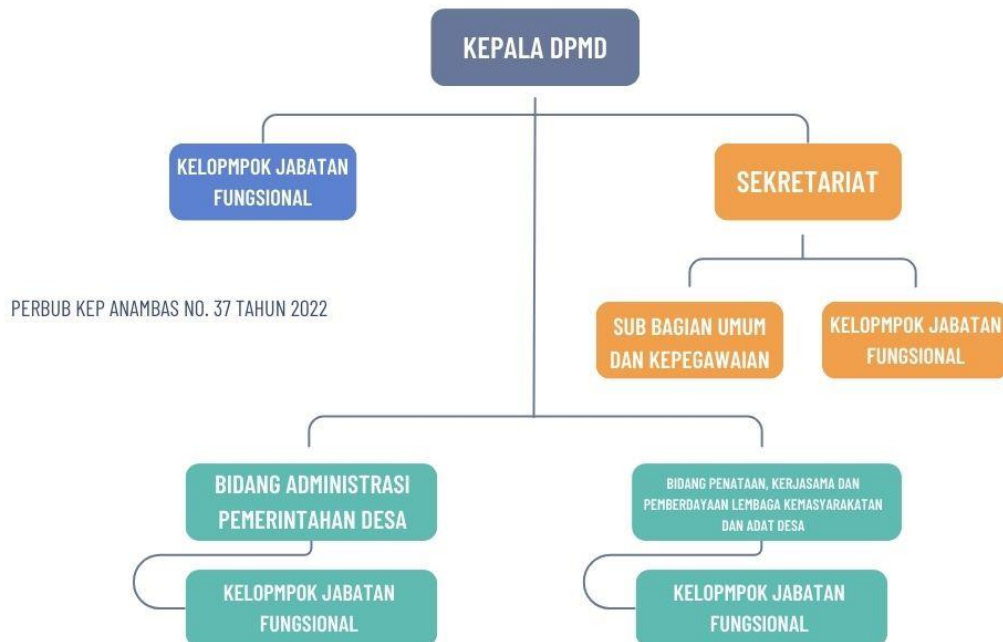 KEPALA DPMD
KELOPMPOK JABATAN
FUNGSIONAL
SEKRETARIAT
PERBUB KEP ANAMBAS NO. 37 TAHUN 2022
SUB BAGIAN UMUM
DAN KEPEGAWAIAN
KELOPMPOK JABATAN
FUNGSIONAL
BIDANG ADMINISTRASI
PEMERINTAHAN DESA
BIDANG PENATAAN, KERJASAMA DAN
PEMBERDAYAAN LEMBAGA KEMASYARAKATAN
DAN ADAT DESA
KELOPMPOK JABATAN
FUNGSIONAL
KELOPMPOK JABATAN
FUNGSIONAL